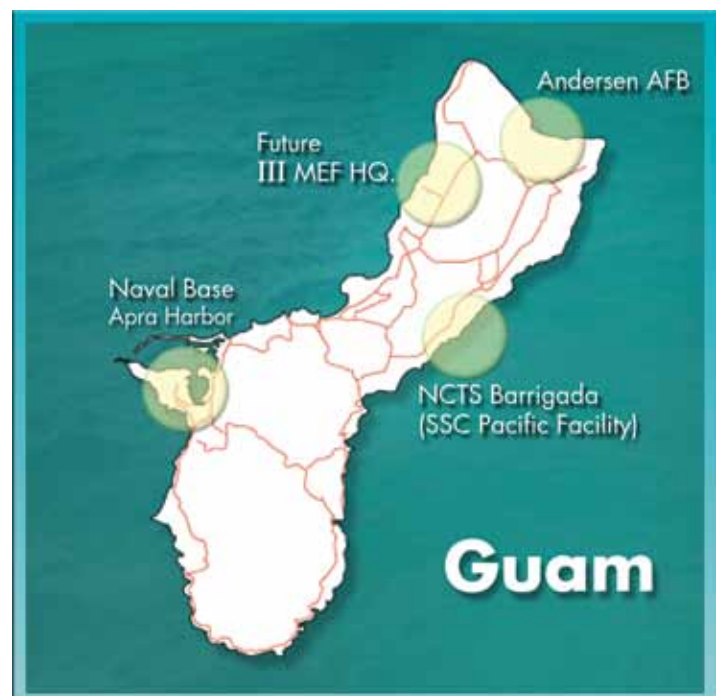 Andersen AFB
Future
III MEF HQ.
Naval Base
Apra Harbor
NCTS Barrigada
(SSC Pacific Facility)
Guam